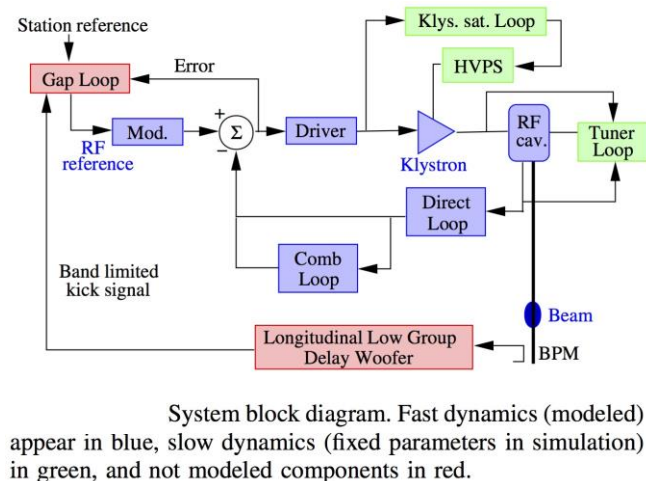 Station reference
Klys. sat. Loop
Gap Loop
Error
HVPS
Mod.
+
Σ
−
Driver
RF
cav.
Tuner
Loop
RF
reference
Klystron
Direct
Loop
Comb
Loop
Band limited
kick signal
Beam
Longitudinal Low Group
Delay Woofer
BPM
System block diagram. Fast dynamics (modeled)
appear in blue, slow dynamics (fixed parameters in simulation)
in green, and not modeled components in red.